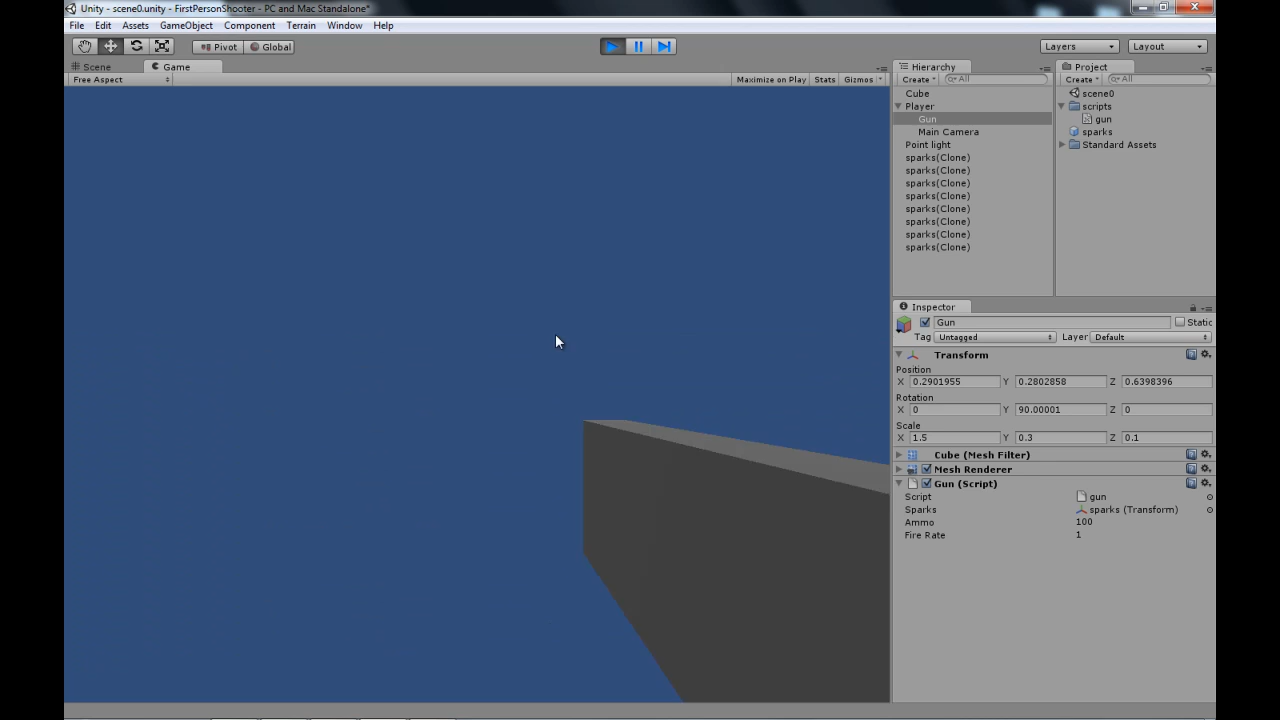 Unity - scene0.unity - FirstPersonShooter - PC and Mac Standalone*
File Edit Assets GameObject Component Terrain Window Help
Pivot Global Layers Layout
Scene Game Hierarchy Project
Free Aspect Maximize on Play Stats Gizmos Create All Create All
Cube
Player
Gun
Main Camera
Point light
sparks(Clone)
sparks(Clone)
sparks(Clone)
sparks(Clone)
sparks(Clone)
sparks(Clone)
sparks(Clone)
sparks(Clone)
scene0
scripts
gun
sparks
Standard Assets
Inspector
Gun Static
Tag Untagged Layer Default
Transform
Position
X 0.2901955 Y 0.2802858 Z 0.6398396
Rotation
X 0 Y 90.00001 Z 0
Scale
X 1.5 Y 0.3 Z 0.1
Cube (Mesh Filter)
Mesh Renderer
Gun (Script)
Script gun
Sparks sparks (Transform)
Ammo 100
Fire Rate 1